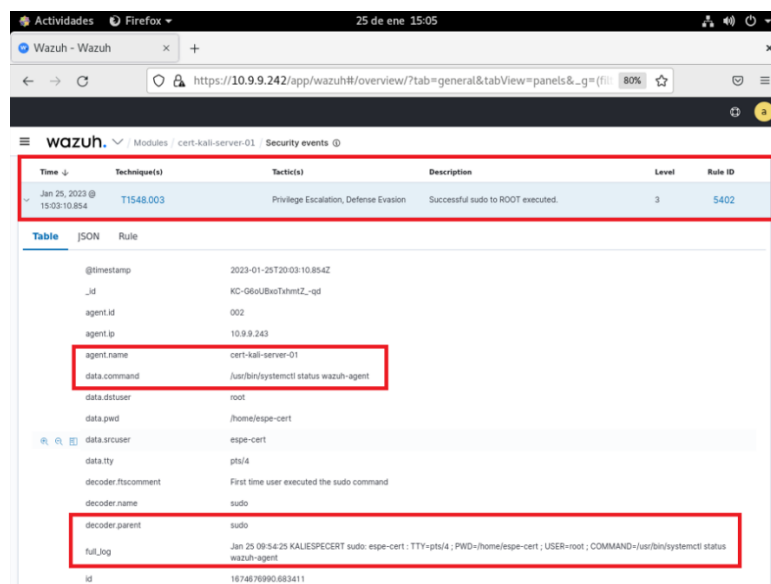 Actividades Firefox 25 de ene 15:05
Wazuh - Wazuh × +
https://10.9.9.242/app/wazuh#/overview/?tab=general&tabView=panels&_g=(fil 80%
a
wazuh. / Modules / cert-kali-server-01 / Security events
Time Technique(s) Tactic(s) Description Level Rule ID
Jan 25, 2023 @ 15:03:10.854 T1548.003 Privilege Escalation, Defense Evasion Successful sudo to ROOT executed. 3 5402
Table JSON Rule
@timestamp 2023-01-25T20:03:10.854Z
_id KC-G6oUBxoTxhmtZ_-qd
agent.id 002
agent.ip 10.9.9.243
agent.name cert-kali-server-01
data.command /usr/bin/systemctl status wazuh-agent
data.dstuser root
data.pwd /home/espe-cert
data.srcuser espe-cert
data.tty pts/4
decoder.ftscomment First time user executed the sudo command
decoder.name sudo
decoder.parent sudo
full_log Jan 25 09:54:25 KALIESPECERT sudo: espe-cert : TTY=pts/4 ; PWD=/home/espe-cert ; USER=root ; COMMAND=/usr/bin/systemctl status
wazuh-agent
id 1674676990.683411